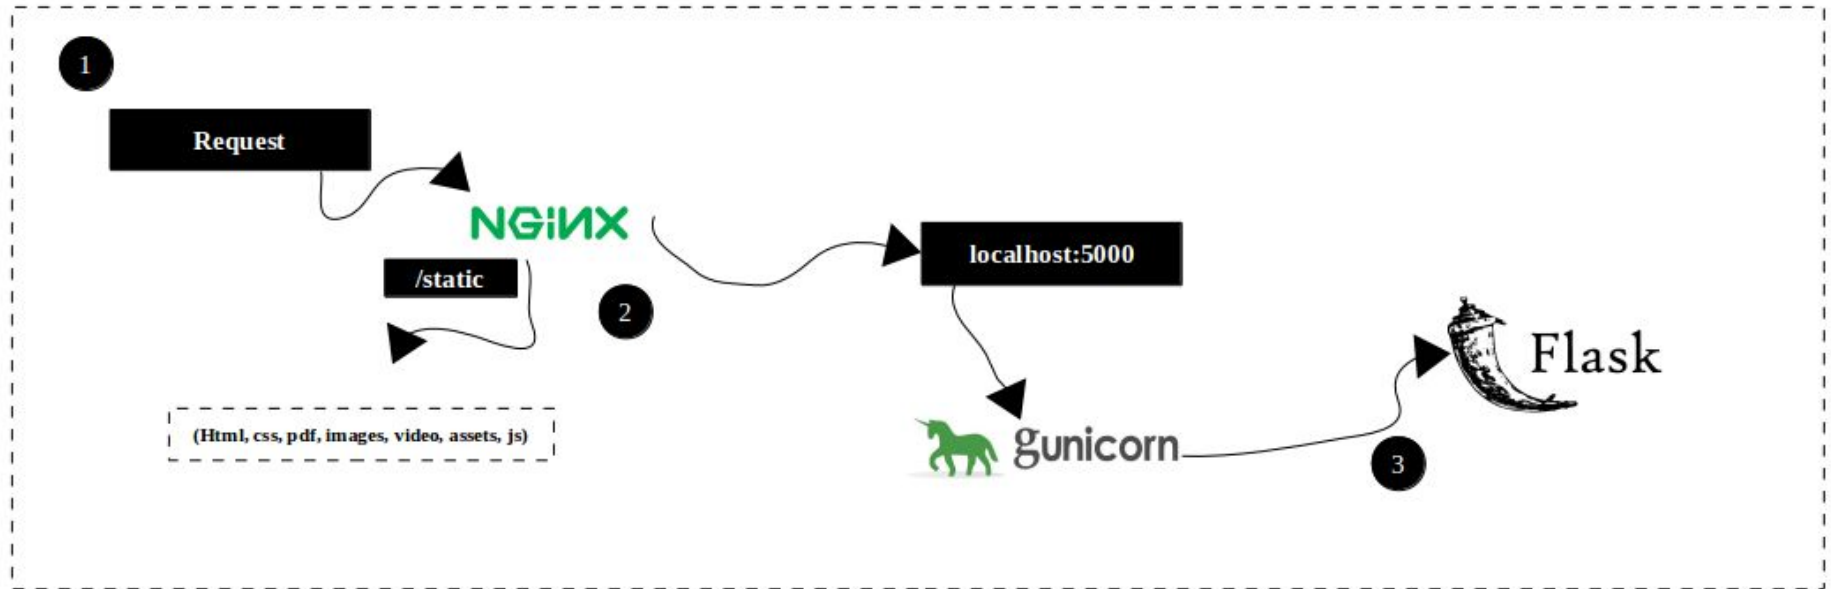 1
Request
NGiNX
/static
2
localhost:5000
(Html, css, pdf, images, video, assets, js)
gunicorn
3
Flask